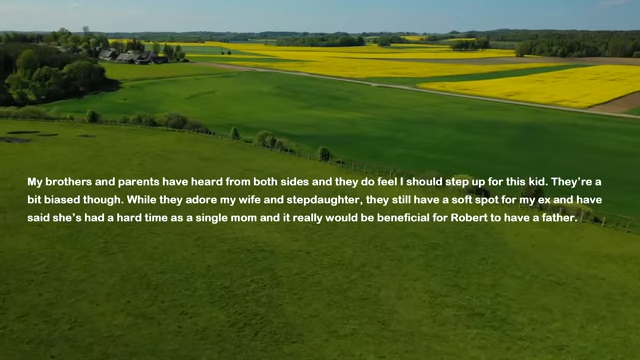 My brothers and parents have heard from both sides and they do feel I should step up for this kid. They're a
bit biased though. While they adore my wife and stepdaughter, they still have a soft spot for my ex and have
said she's had a hard time as a single mom and it really would be beneficial for Robert to have a father.